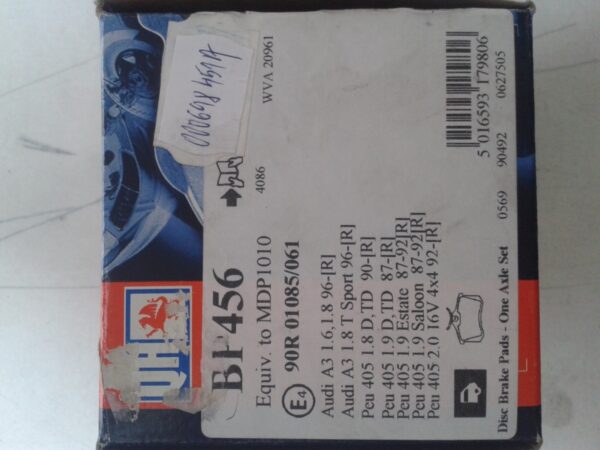 QH
BP456
Equiv. to MDP1010
E4 90R 01085/061
Audi A3 1.6,1.8 96-[R]
Audi A3 1.8 T Sport 96-[R]
Peu 405 1.8 D,TD 90-[R]
Peu 405 1.9 D,TD 87-[R]
Peu 405 1.9 Estate 87-92[R]
Peu 405 1.9 Saloon 87-92[R]
Peu 405 2.0 16V 4x4 92-[R]
Disc Brake Pads - One Axle Set
4086
WVA 20961
0569
90492
0627505
5 016593 179806